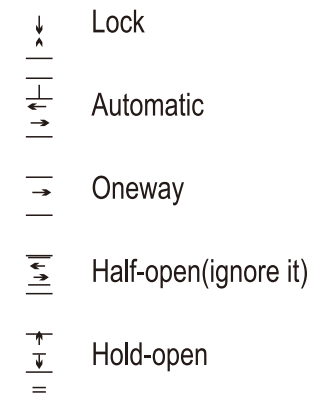 Lock
Automatic
Oneway
Half-open(ignore it)
Hold-open